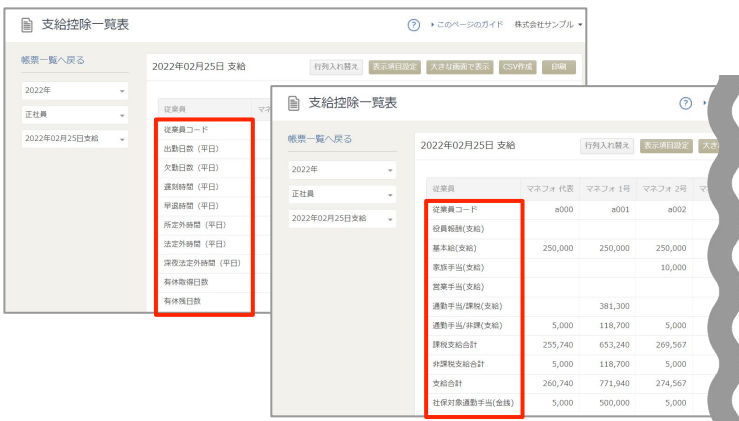 支給控除一覧表
このページのガイド 株式会社サンプル
帳票一覧へ戻る
2022年02月25日 支給
行列入れ替え 表示項目設定 大きな画面で表示 CSV作成 印刷
2022年
正社員
2022年02月25日支給
従業員
従業員コード
出勤日数（平日）
欠勤日数（平日）
遅刻時間（平日）
早退時間（平日）
所定外時間（平日）
法定外時間（平日）
深夜法定外時間（平日）
有休取得日数
有休残日数
支給控除一覧表
帳票一覧へ戻る
2022年02月25日 支給
行列入れ替え 表示項目設定 大き
2022年
正社員
2022年02月25日支給
従業員 マネフォ 代表 マネフォ 1号 マネフォ 2号
従業員コード a000 a001 a002
役員報酬(支給)
基本給(支給) 250,000 250,000 250,000
家族手当(支給) 10,000
営業手当(支給)
通勤手当/課税(支給) 381,300
通勤手当/非課(支給) 5,000 118,700 5,000
課税支給合計 255,740 653,240 269,567
非課税支給合計 5,000 118,700 5,000
支給合計 260,740 771,940 274,567
社保対象通勤手当(金銭) 5,000 500,000 5,000